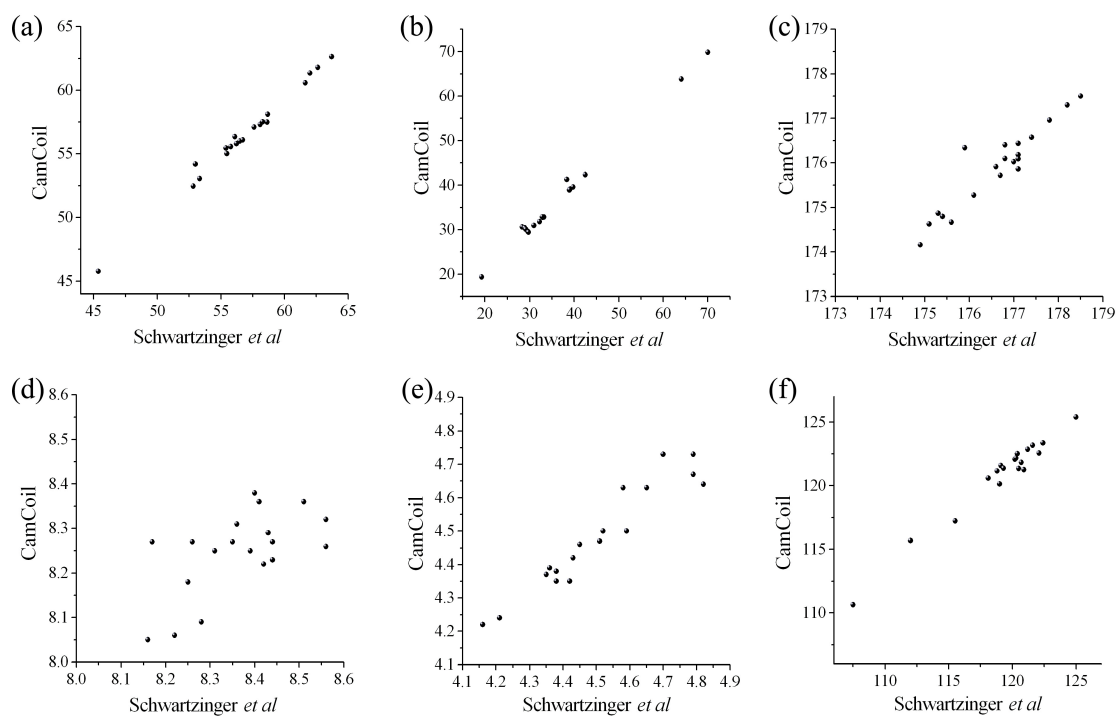 (a)
65
60
55
50
45
CamCoil
45 50 55 60 65
Schwartzinger et al
(b)
70
60
50
40
30
20
CamCoil
20 30 40 50 60 70
Schwartzinger et al
(c)
179
178
177
176
175
174
173
CamCoil
173 174 175 176 177 178 179
Schwartzinger et al
(d)
8.6
8.5
8.4
8.3
8.2
8.1
8.0
CamCoil
8.0 8.1 8.2 8.3 8.4 8.5 8.6
Schwartzinger et al
(e)
4.9
4.8
4.7
4.6
4.5
4.4
4.3
4.2
4.1
CamCoil
4.1 4.2 4.3 4.4 4.5 4.6 4.7 4.8 4.9
Schwartzinger et al
(f)
125
120
115
110
CamCoil
110 115 120 125
Schwartzinger et al